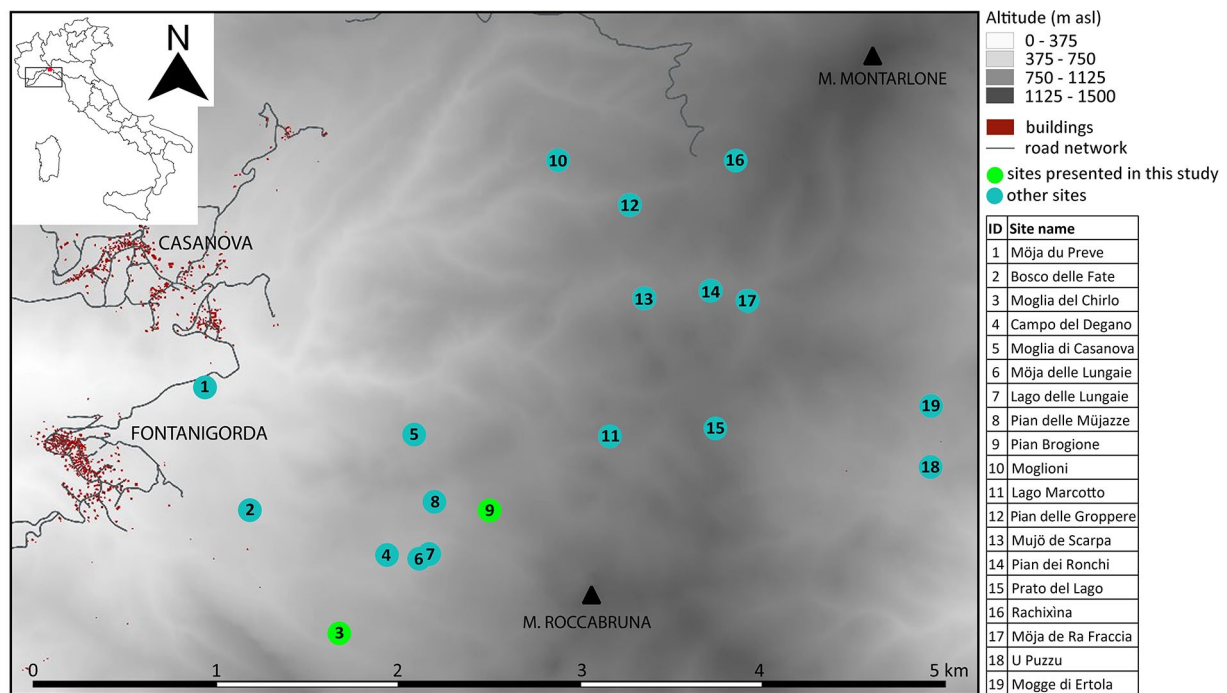 N
M. MONTARLONE
10
16
12
CASANOVA
13
14
17
1
19
FONTANIGORDA
5
11
15
18
2
8
9
4
6
7
M. ROCCABRUNA
3
0 1 2 3 4 5 km
Altitude (m asl)
0 - 375
375 - 750
750 - 1125
1125 - 1500
buildings
road network
sites presented in this study
other sites
ID Site name
1 Möja du Preve
2 Bosco delle Fate
3 Moglia del Chirlo
4 Campo del Degano
5 Moglia di Casanova
6 Möja delle Lungaie
7 Lago delle Lungaie
8 Pian delle Müjazze
9 Pian Brogione
10 Moglioni
11 Lago Marcotto
12 Pian delle Groppere
13 Mujö de Scarpa
14 Pian dei Ronchi
15 Prato del Lago
16 Rachixìna
17 Möja de Ra Fraccia
18 U Puzzu
19 Mogge di Ertola